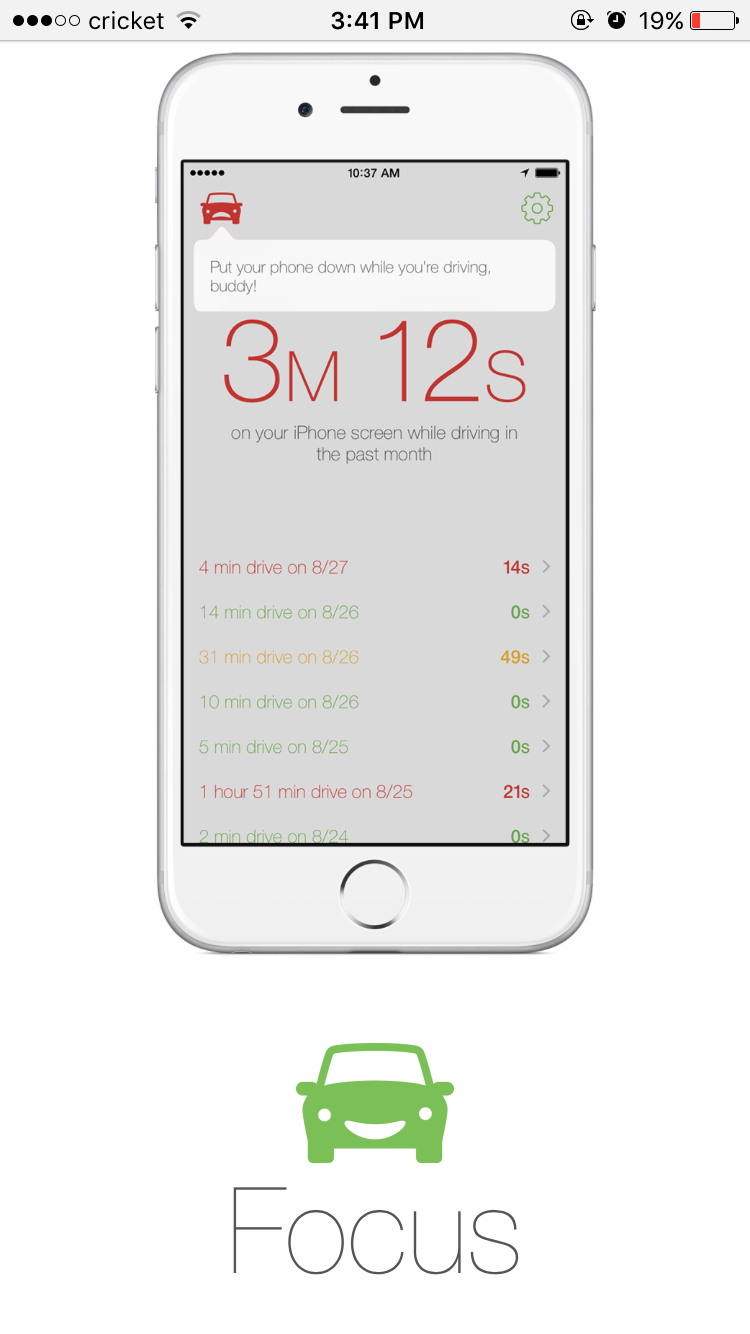 cricket 3:41 PM 19%
10:37 AM
Put your phone down while you're driving,
buddy!
3M 12S
on your iPhone screen while driving in
the past month
4 min drive on 8/27 14s
14 min drive on 8/26 0s
31 min drive on 8/26 49s
10 min drive on 8/26 0s
5 min drive on 8/25 0s
1 hour 51 min drive on 8/25 21s
2 min drive on 8/24 0s
Focus